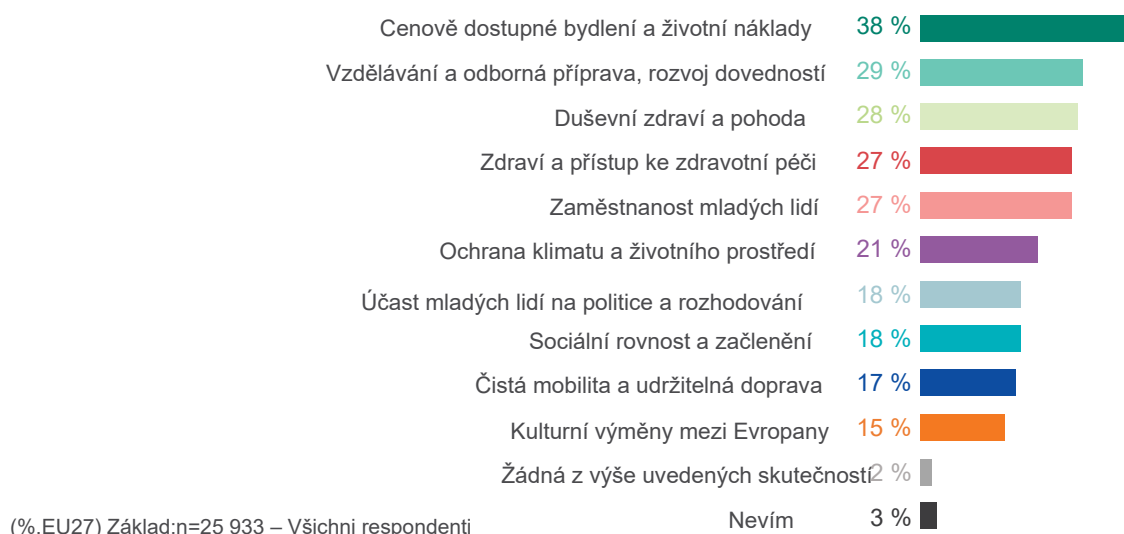 Cenově dostupné bydlení a životní náklady 38 %
Vzdělávání a odborná příprava, rozvoj dovedností 29 %
Duševní zdraví a pohoda 28 %
Zdraví a přístup ke zdravotní péči 27 %
Zaměstnanost mladých lidí 27 %
Ochrana klimatu a životního prostředí 21 %
Účast mladých lidí na politice a rozhodování 18 %
Sociální rovnost a začlenění 18 %
Čistá mobilita a udržitelná doprava 17 %
Kulturní výměny mezi Evropany 15 %
Žádná z výše uvedených skutečností 2 %
Nevím 3 %
(%.EU27) Základ:n=25 933 – Všichni respondenti